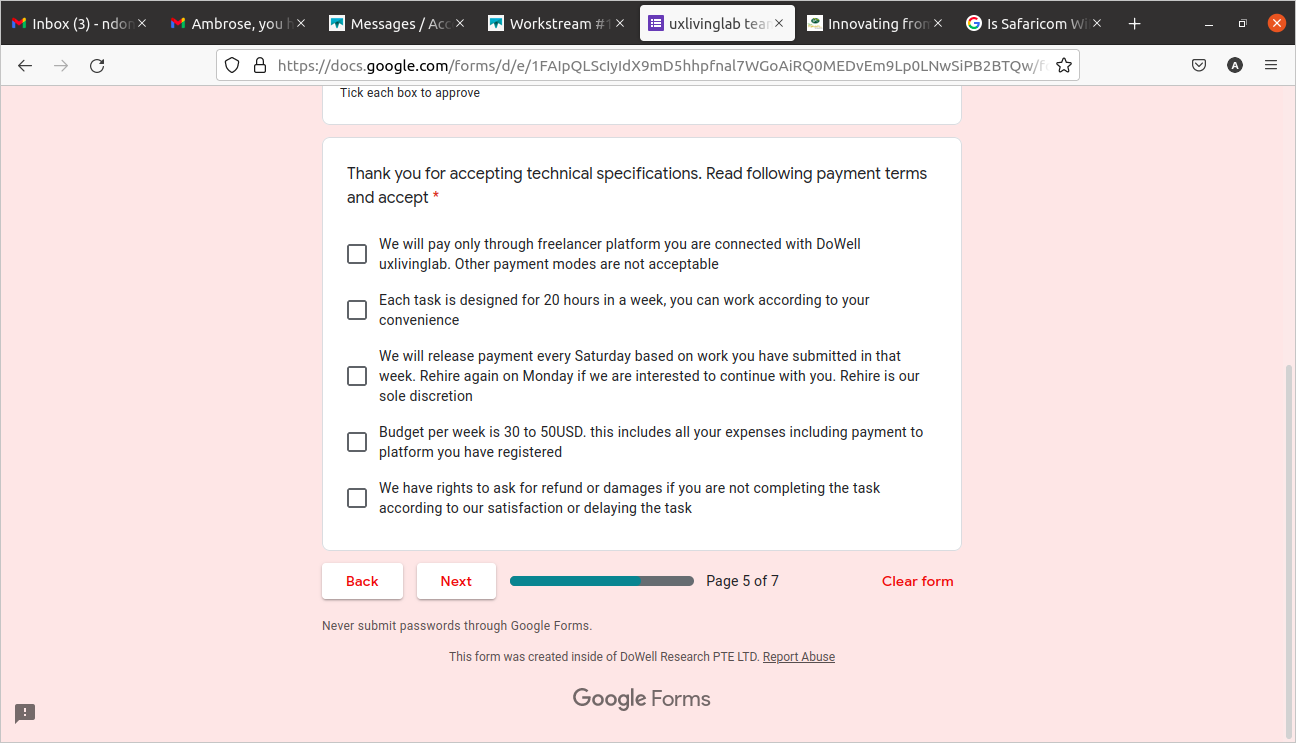 Inbox (3) - ndon
Ambrose, you h
Messages / Acc
Workstream #1
uxlivinglab tea
Innovating fron
Is Safaricom Wi
https://docs.google.com/forms/d/e/1FAIpQLScIyIdX9mD5hhpfnal7WGoAiRQ0MEDvEm9Lp0LNwSiPB2BTQw/f
A
Tick each box to approve
Thank you for accepting technical specifications. Read following payment terms
and accept *
We will pay only through freelancer platform you are connected with DoWell
uxlivinglab. Other payment modes are not acceptable
Each task is designed for 20 hours in a week, you can work according to your
convenience
We will release payment every Saturday based on work you have submitted in that
week. Rehire again on Monday if we are interested to continue with you. Rehire is our
sole discretion
Budget per week is 30 to 50USD. this includes all your expenses including payment to
platform you have registered
We have rights to ask for refund or damages if you are not completing the task
according to our satisfaction or delaying the task
Back
Next
Page 5 of 7
Clear form
Never submit passwords through Google Forms.
This form was created inside of DoWell Research PTE LTD. Report Abuse
Google Forms